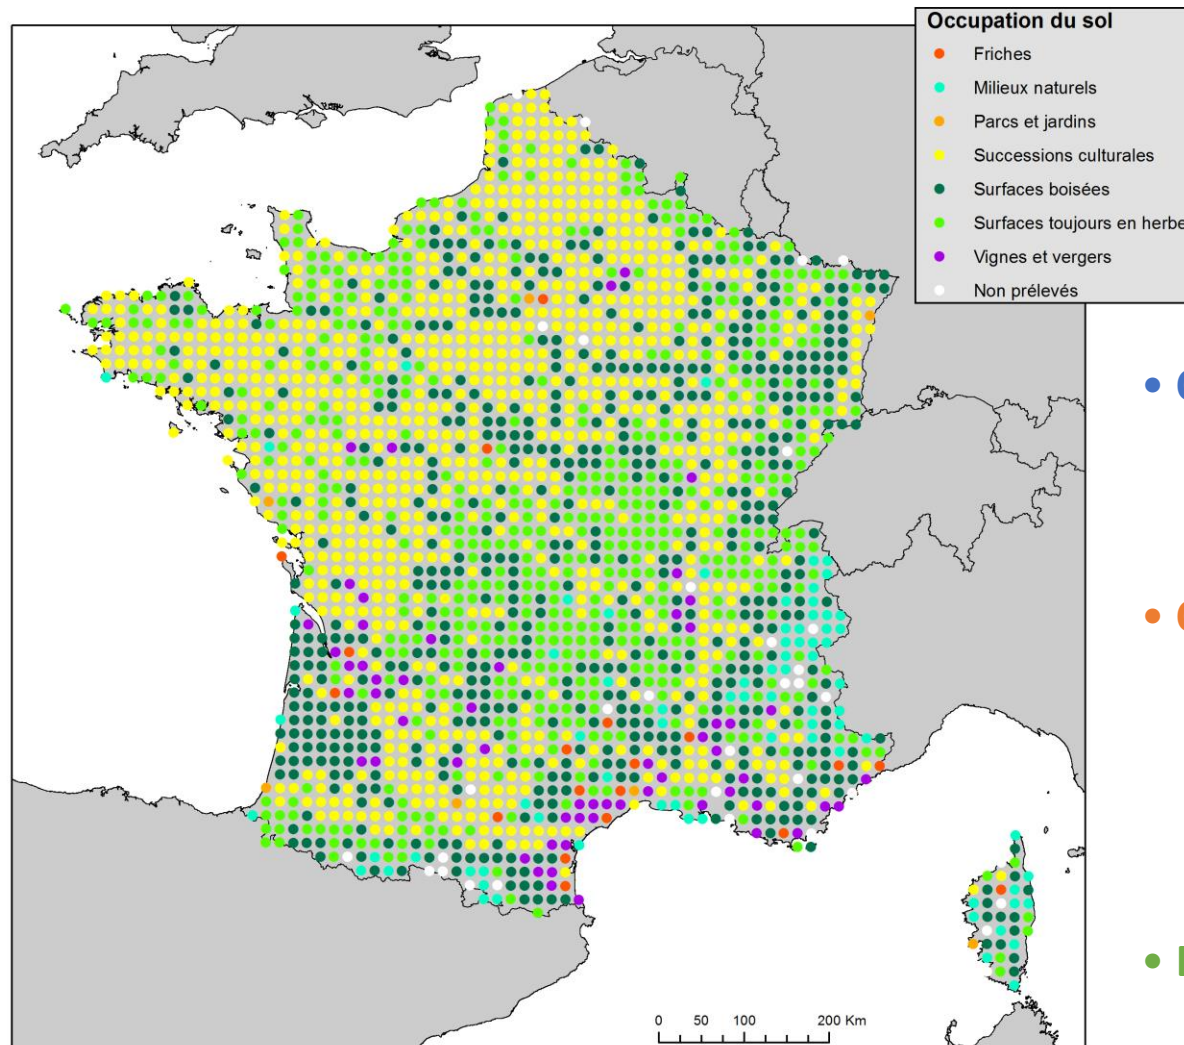 Occupation du sol
Friches
Milieux naturels
Parcs et jardins
Successions culturales
Surfaces boisées
Surfaces toujours en herbe
Vignes et vergers
Non prélevés
0 50 100 200 Km